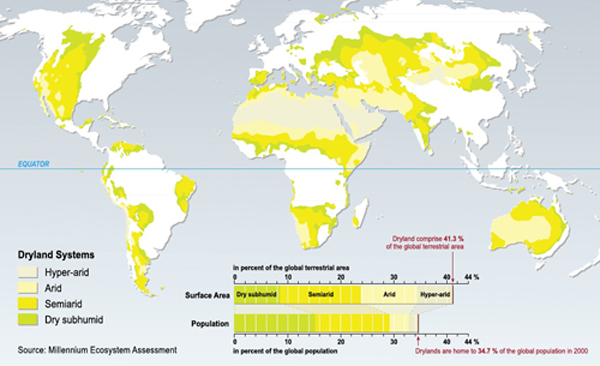 EQUATOR
Dryland Systems
Hyper-arid
Arid
Semiarid
Dry subhumid
Source: Millennium Ecosystem Assessment
Dryland comprise 41.3 %
of the global terrestrial area
in percent of the global terrestrial area
0 10 20 30 40 44 %
Surface Area
Dry subhumid Semiarid Arid Hyper-arid
Population
0 10 20 30 40 44 %
in percent of the global population
Drylands are home to 34.7 % of the global population in 2000